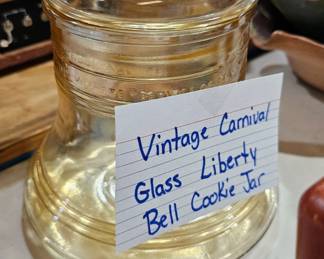 Vintage Carnival
Glass Liberty
Bell Cookie Jar